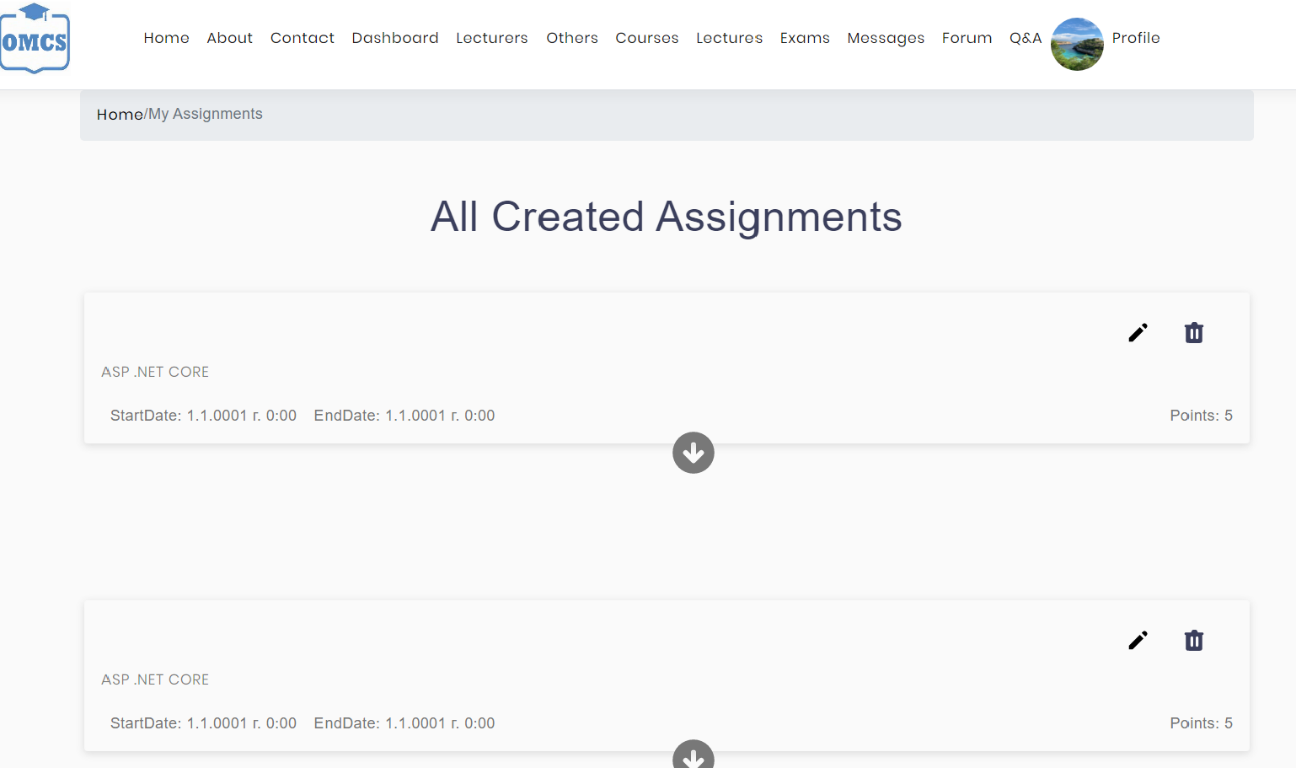 OMCS
Home About Contact Dashboard Lecturers Others Courses Lectures Exams Messages Forum Q&A Profile
Home/My Assignments
All Created Assignments
ASP .NET CORE
StartDate: 1.1.0001 г. 0:00 EndDate: 1.1.0001 г. 0:00 Points: 5
ASP .NET CORE
StartDate: 1.1.0001 г. 0:00 EndDate: 1.1.0001 г. 0:00 Points: 5